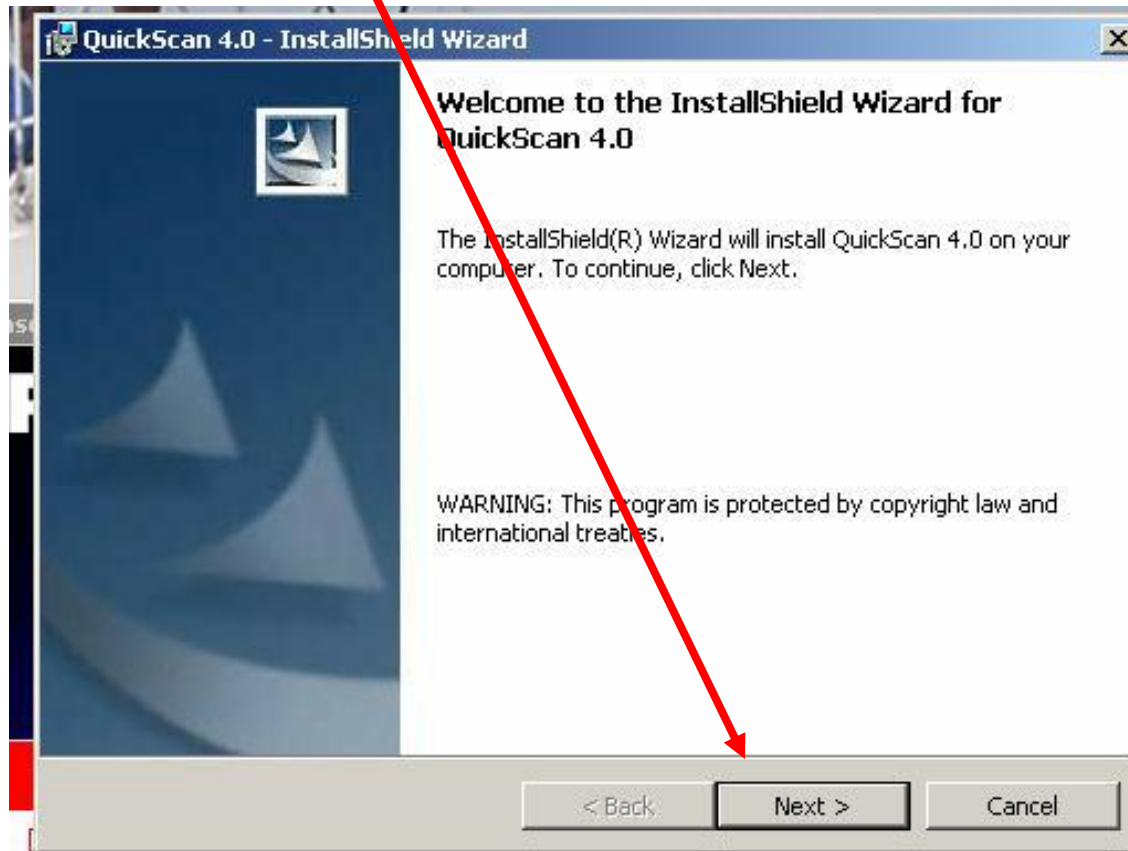 QuickScan 4.0 - InstallShield Wizard
Welcome to the InstallShield Wizard for
QuickScan 4.0
The InstallShield(R) Wizard will install QuickScan 4.0 on your
computer. To continue, click Next.
WARNING: This program is protected by copyright law and
international treaties.
< Back
Next >
Cancel